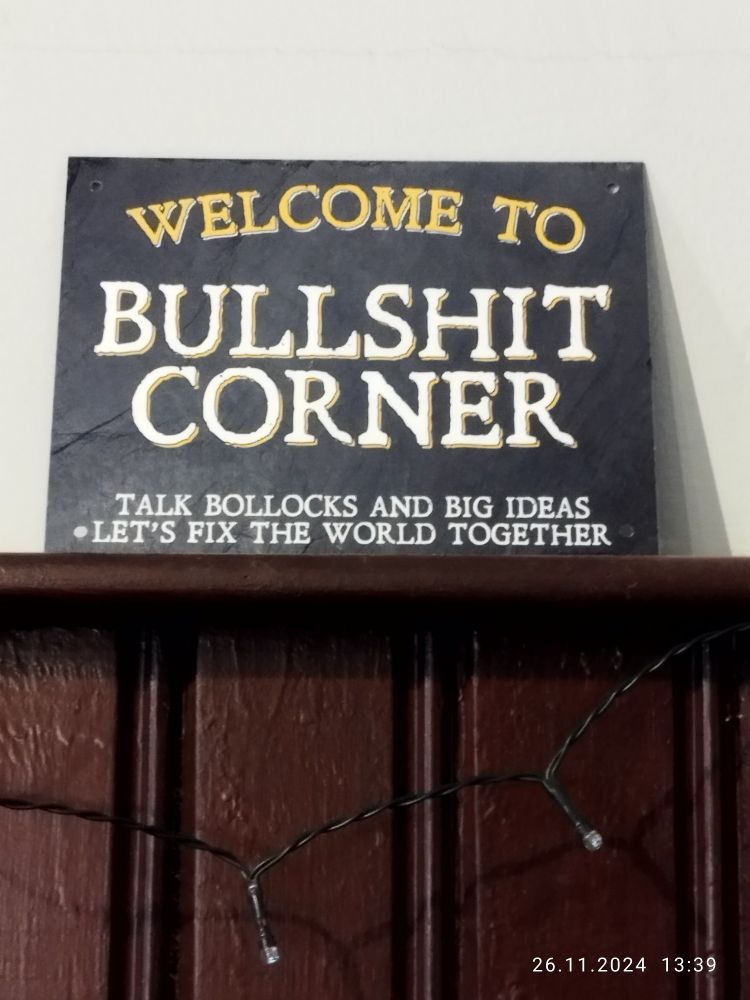 WELCOME TO
BULLSHIT
CORNER
TALK BOLLOCKS AND BIG IDEAS
LET'S FIX THE WORLD TOGETHER
26.11.2024 13:39